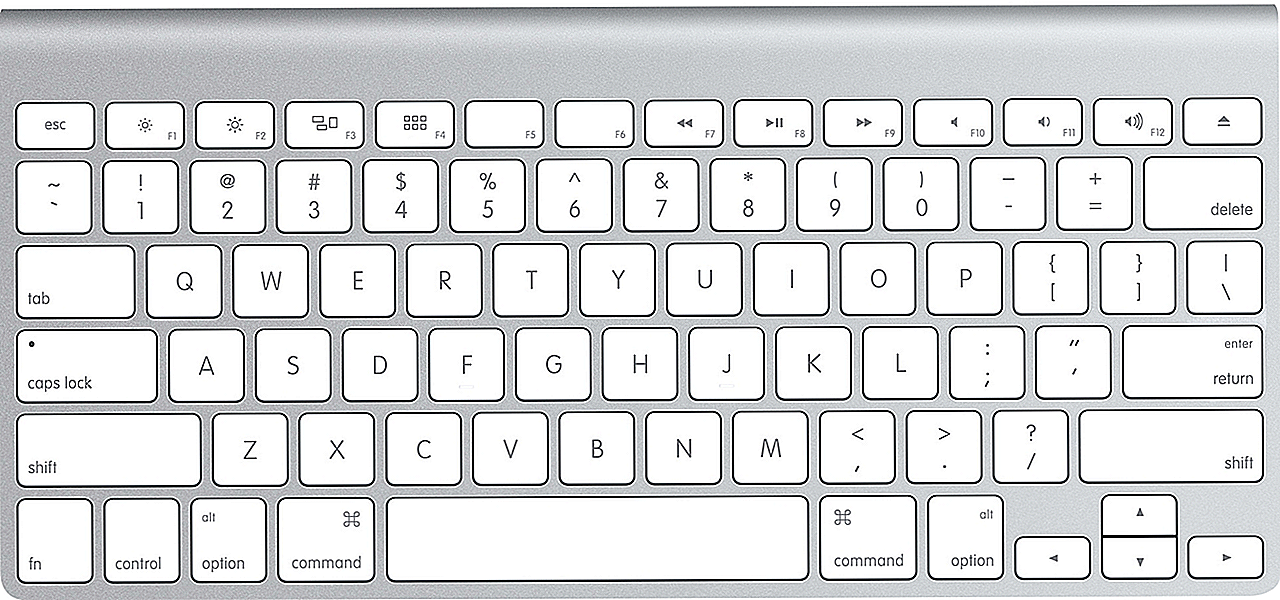 esc F1 F2 F3 F4 F5 F6 F7 F8 F9 F10 F11 F12
~ ! @ # $ % ^ & * ( ) — +
` 1 2 3 4 5 6 7 8 9 0 - = delete
tab Q W E R T Y U I O P { } |
[ ] \
caps lock A S D F G H J K L : " enter
; ' return
shift Z X C V B N M < > ? shift
, . /
alt ⌘ ⌘ alt
fn control option command command option